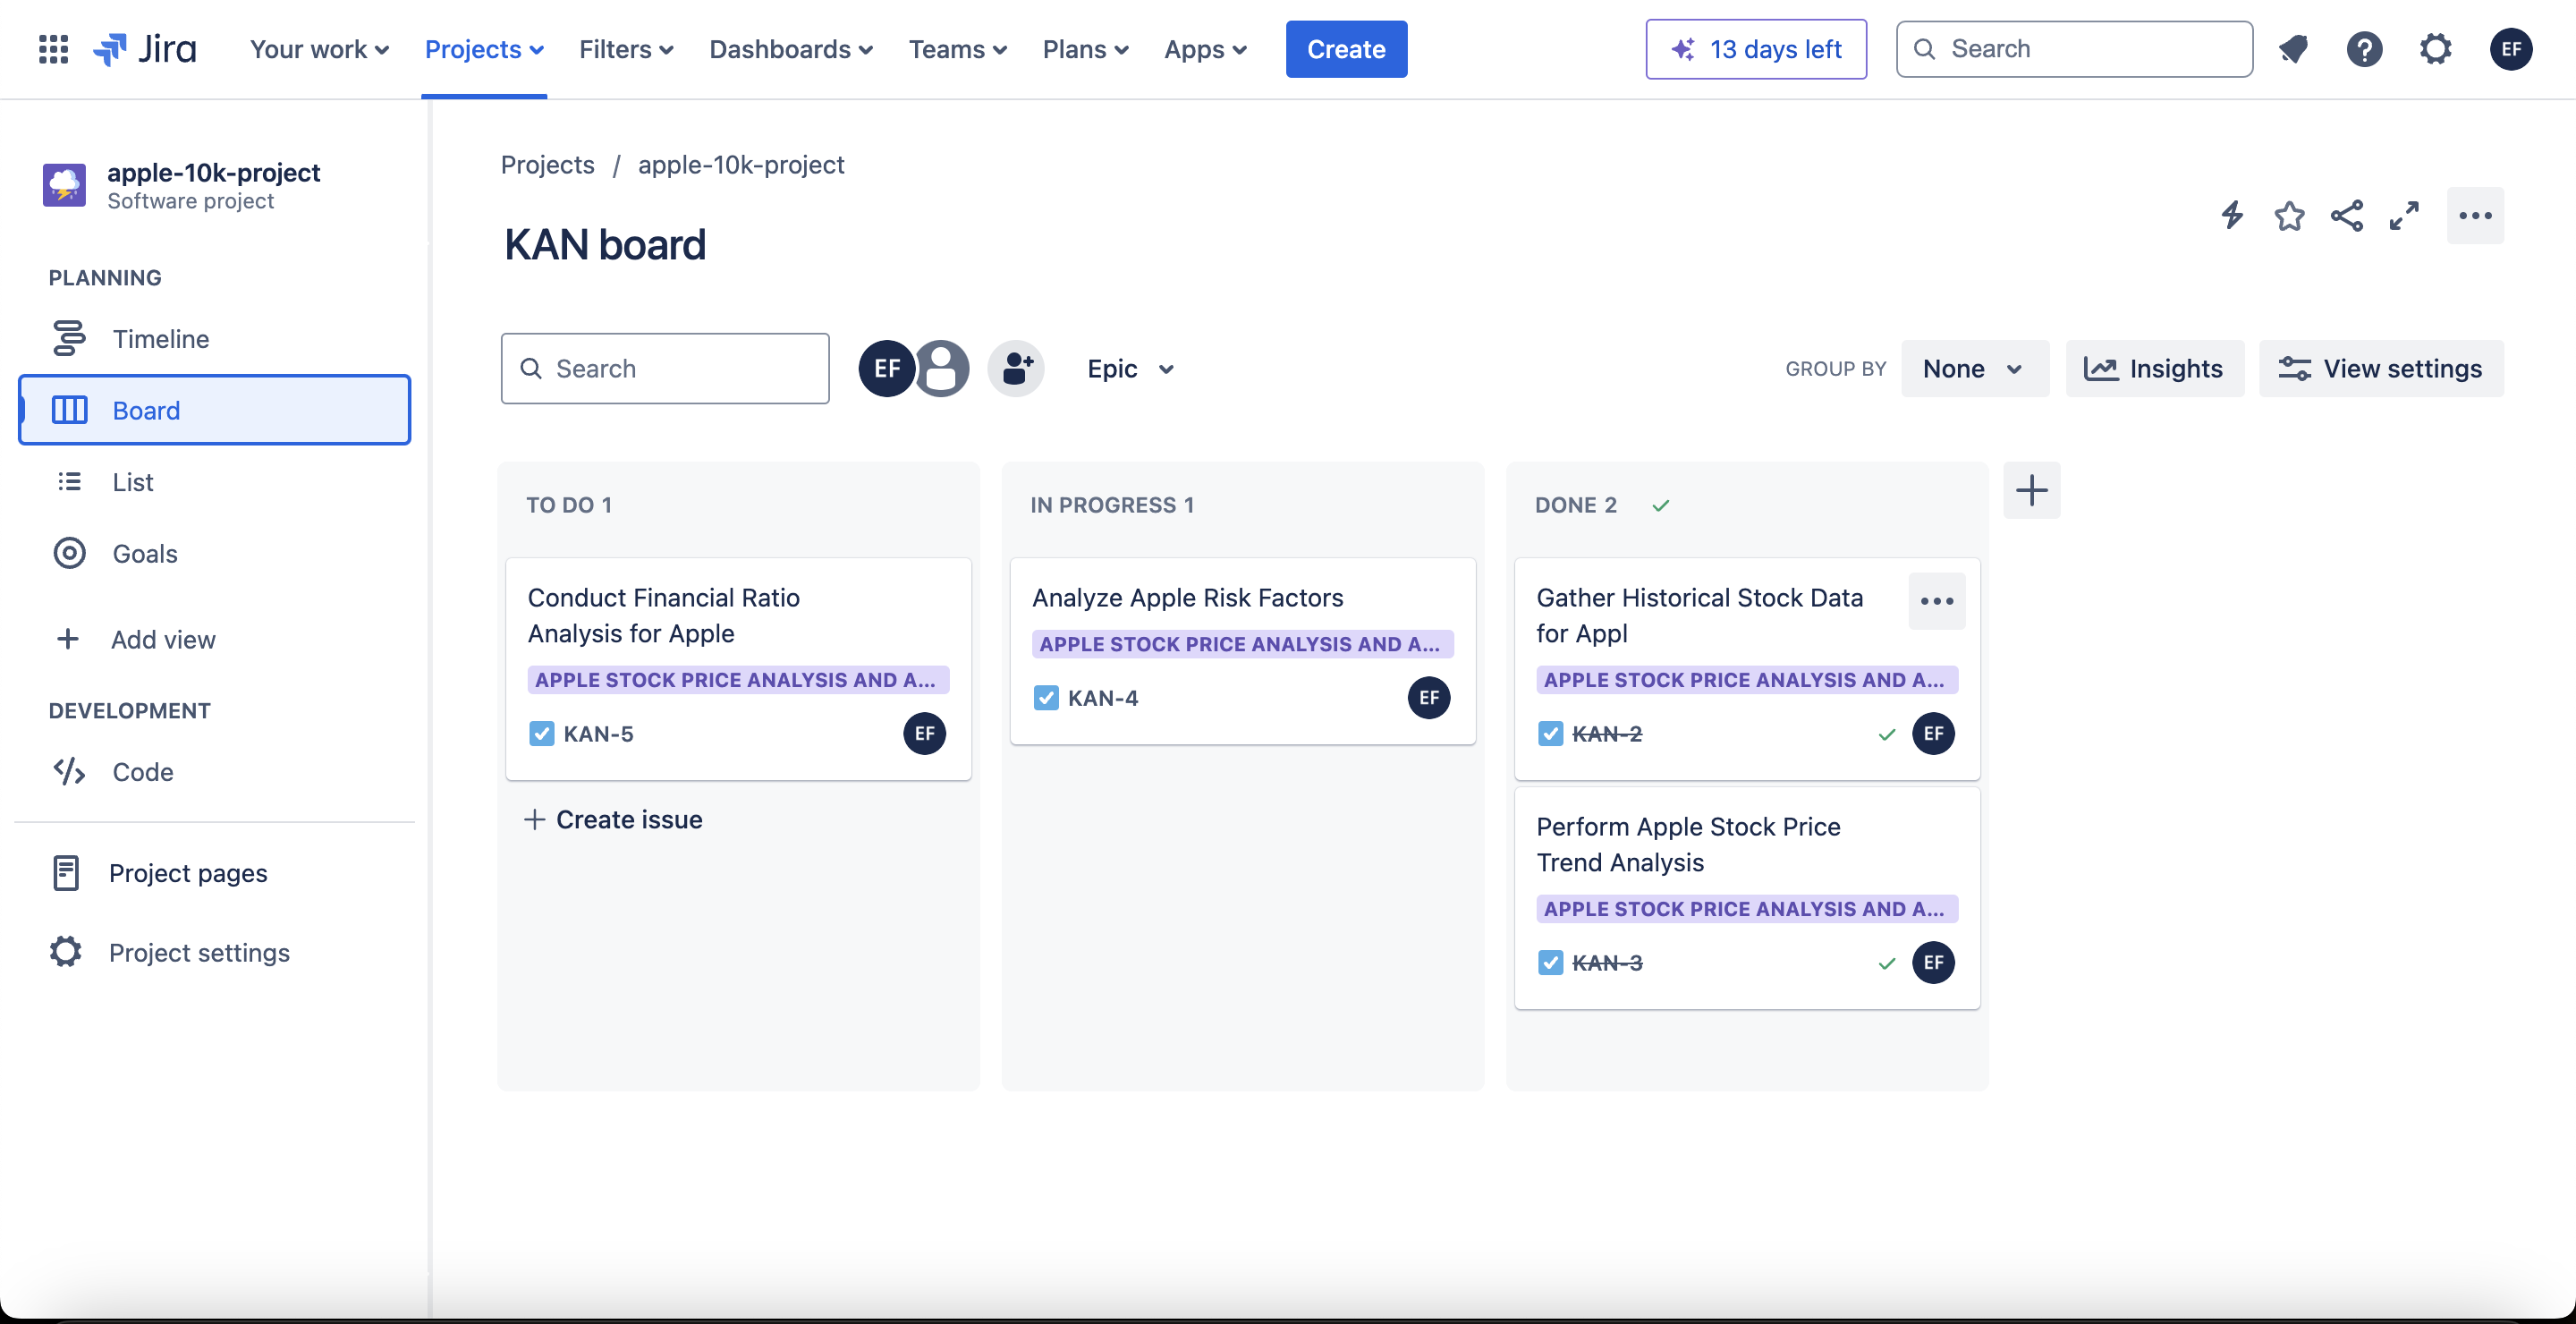 Jira
Your work
Projects
Filters
Dashboards
Teams
Plans
Apps
Create
13 days left
Search
EF
apple-10k-project
Software project
PLANNING
Timeline
Board
List
Goals
Add view
DEVELOPMENT
Code
Project pages
Project settings
Projects / apple-10k-project
KAN board
Search
EF
Epic
GROUP BY
None
Insights
View settings
TO DO 1
Conduct Financial Ratio
Analysis for Apple
APPLE STOCK PRICE ANALYSIS AND A...
KAN-5
EF
Create issue
IN PROGRESS 1
Analyze Apple Risk Factors
APPLE STOCK PRICE ANALYSIS AND A...
KAN-4
EF
DONE 2
Gather Historical Stock Data
for Appl
APPLE STOCK PRICE ANALYSIS AND A...
KAN-2
EF
Perform Apple Stock Price
Trend Analysis
APPLE STOCK PRICE ANALYSIS AND A...
KAN-3
EF